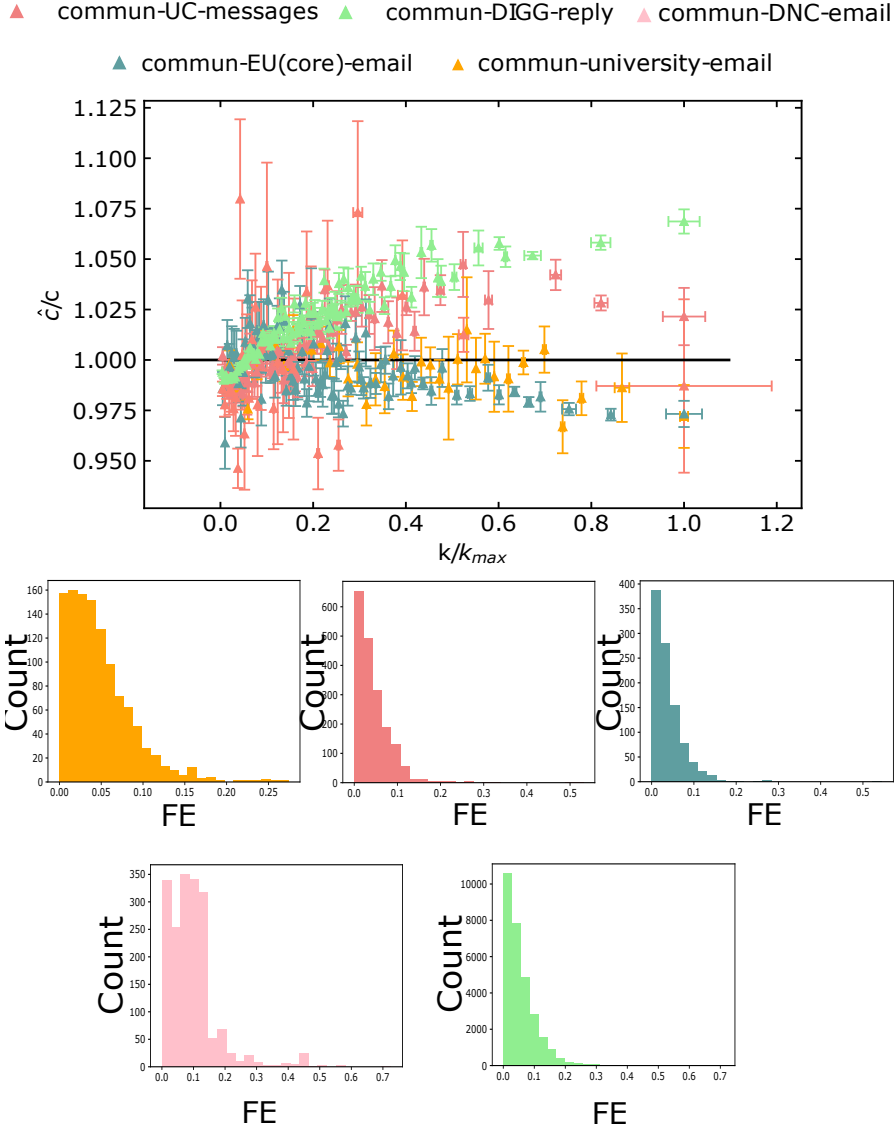 commun-UC-messages commun-DIGG-reply commun-DNC-email
commun-EU(core)-email commun-university-email
1.125
1.100
1.075
1.050
1.025
1.000
0.975
0.950
ĉ/c
0.0 0.2 0.4 0.6 0.8 1.0 1.2
k/k_max
160
140
120
100
80
60
40
20
0
Count
0.00 0.05 0.10 0.15 0.20 0.25
FE
600
500
400
300
200
100
0
Count
0.0 0.1 0.2 0.3 0.4 0.5
FE
400
350
300
250
200
150
100
50
0
Count
0.0 0.1 0.2 0.3 0.4 0.5
FE
350
300
250
200
150
100
50
0
Count
0.0 0.1 0.2 0.3 0.4 0.5 0.6 0.7
FE
10000
8000
6000
4000
2000
0
Count
0.0 0.1 0.2 0.3 0.4 0.5 0.6 0.7
FE